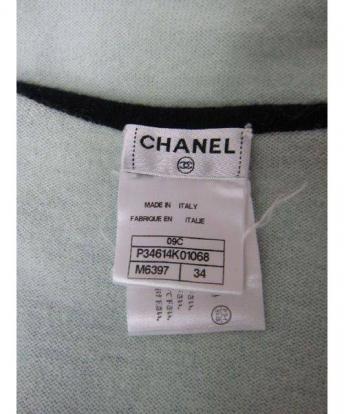 CHANEL
MADE IN ITALY
FABRIQUE EN ITALIE
09C
P34614K01068
M6397 34